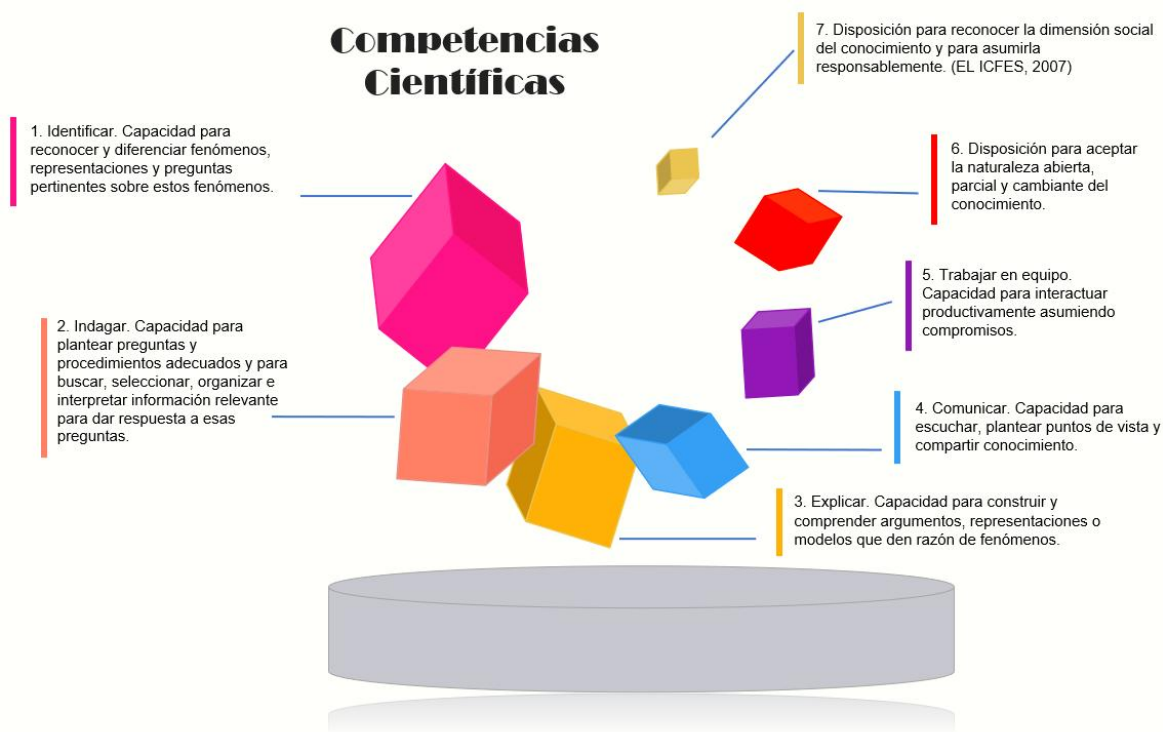 Competencias
Científicas
1. Identificar. Capacidad para
reconocer y diferenciar fenómenos,
representaciones y preguntas
pertinentes sobre estos fenómenos.
2. Indagar. Capacidad para
plantear preguntas y
procedimientos adecuados y para
buscar, seleccionar, organizar e
interpretar información relevante
para dar respuesta a esas
preguntas.
3. Explicar. Capacidad para construir y
comprender argumentos, representaciones o
modelos que den razón de fenómenos.
4. Comunicar. Capacidad para
escuchar, plantear puntos de vista y
compartir conocimiento.
5. Trabajar en equipo.
Capacidad para interactuar
productivamente asumiendo
compromisos.
6. Disposición para aceptar
la naturaleza abierta,
parcial y cambiante del
conocimiento.
7. Disposición para reconocer la dimensión social
del conocimiento y para asumirla
responsablemente. (EL ICFES, 2007)